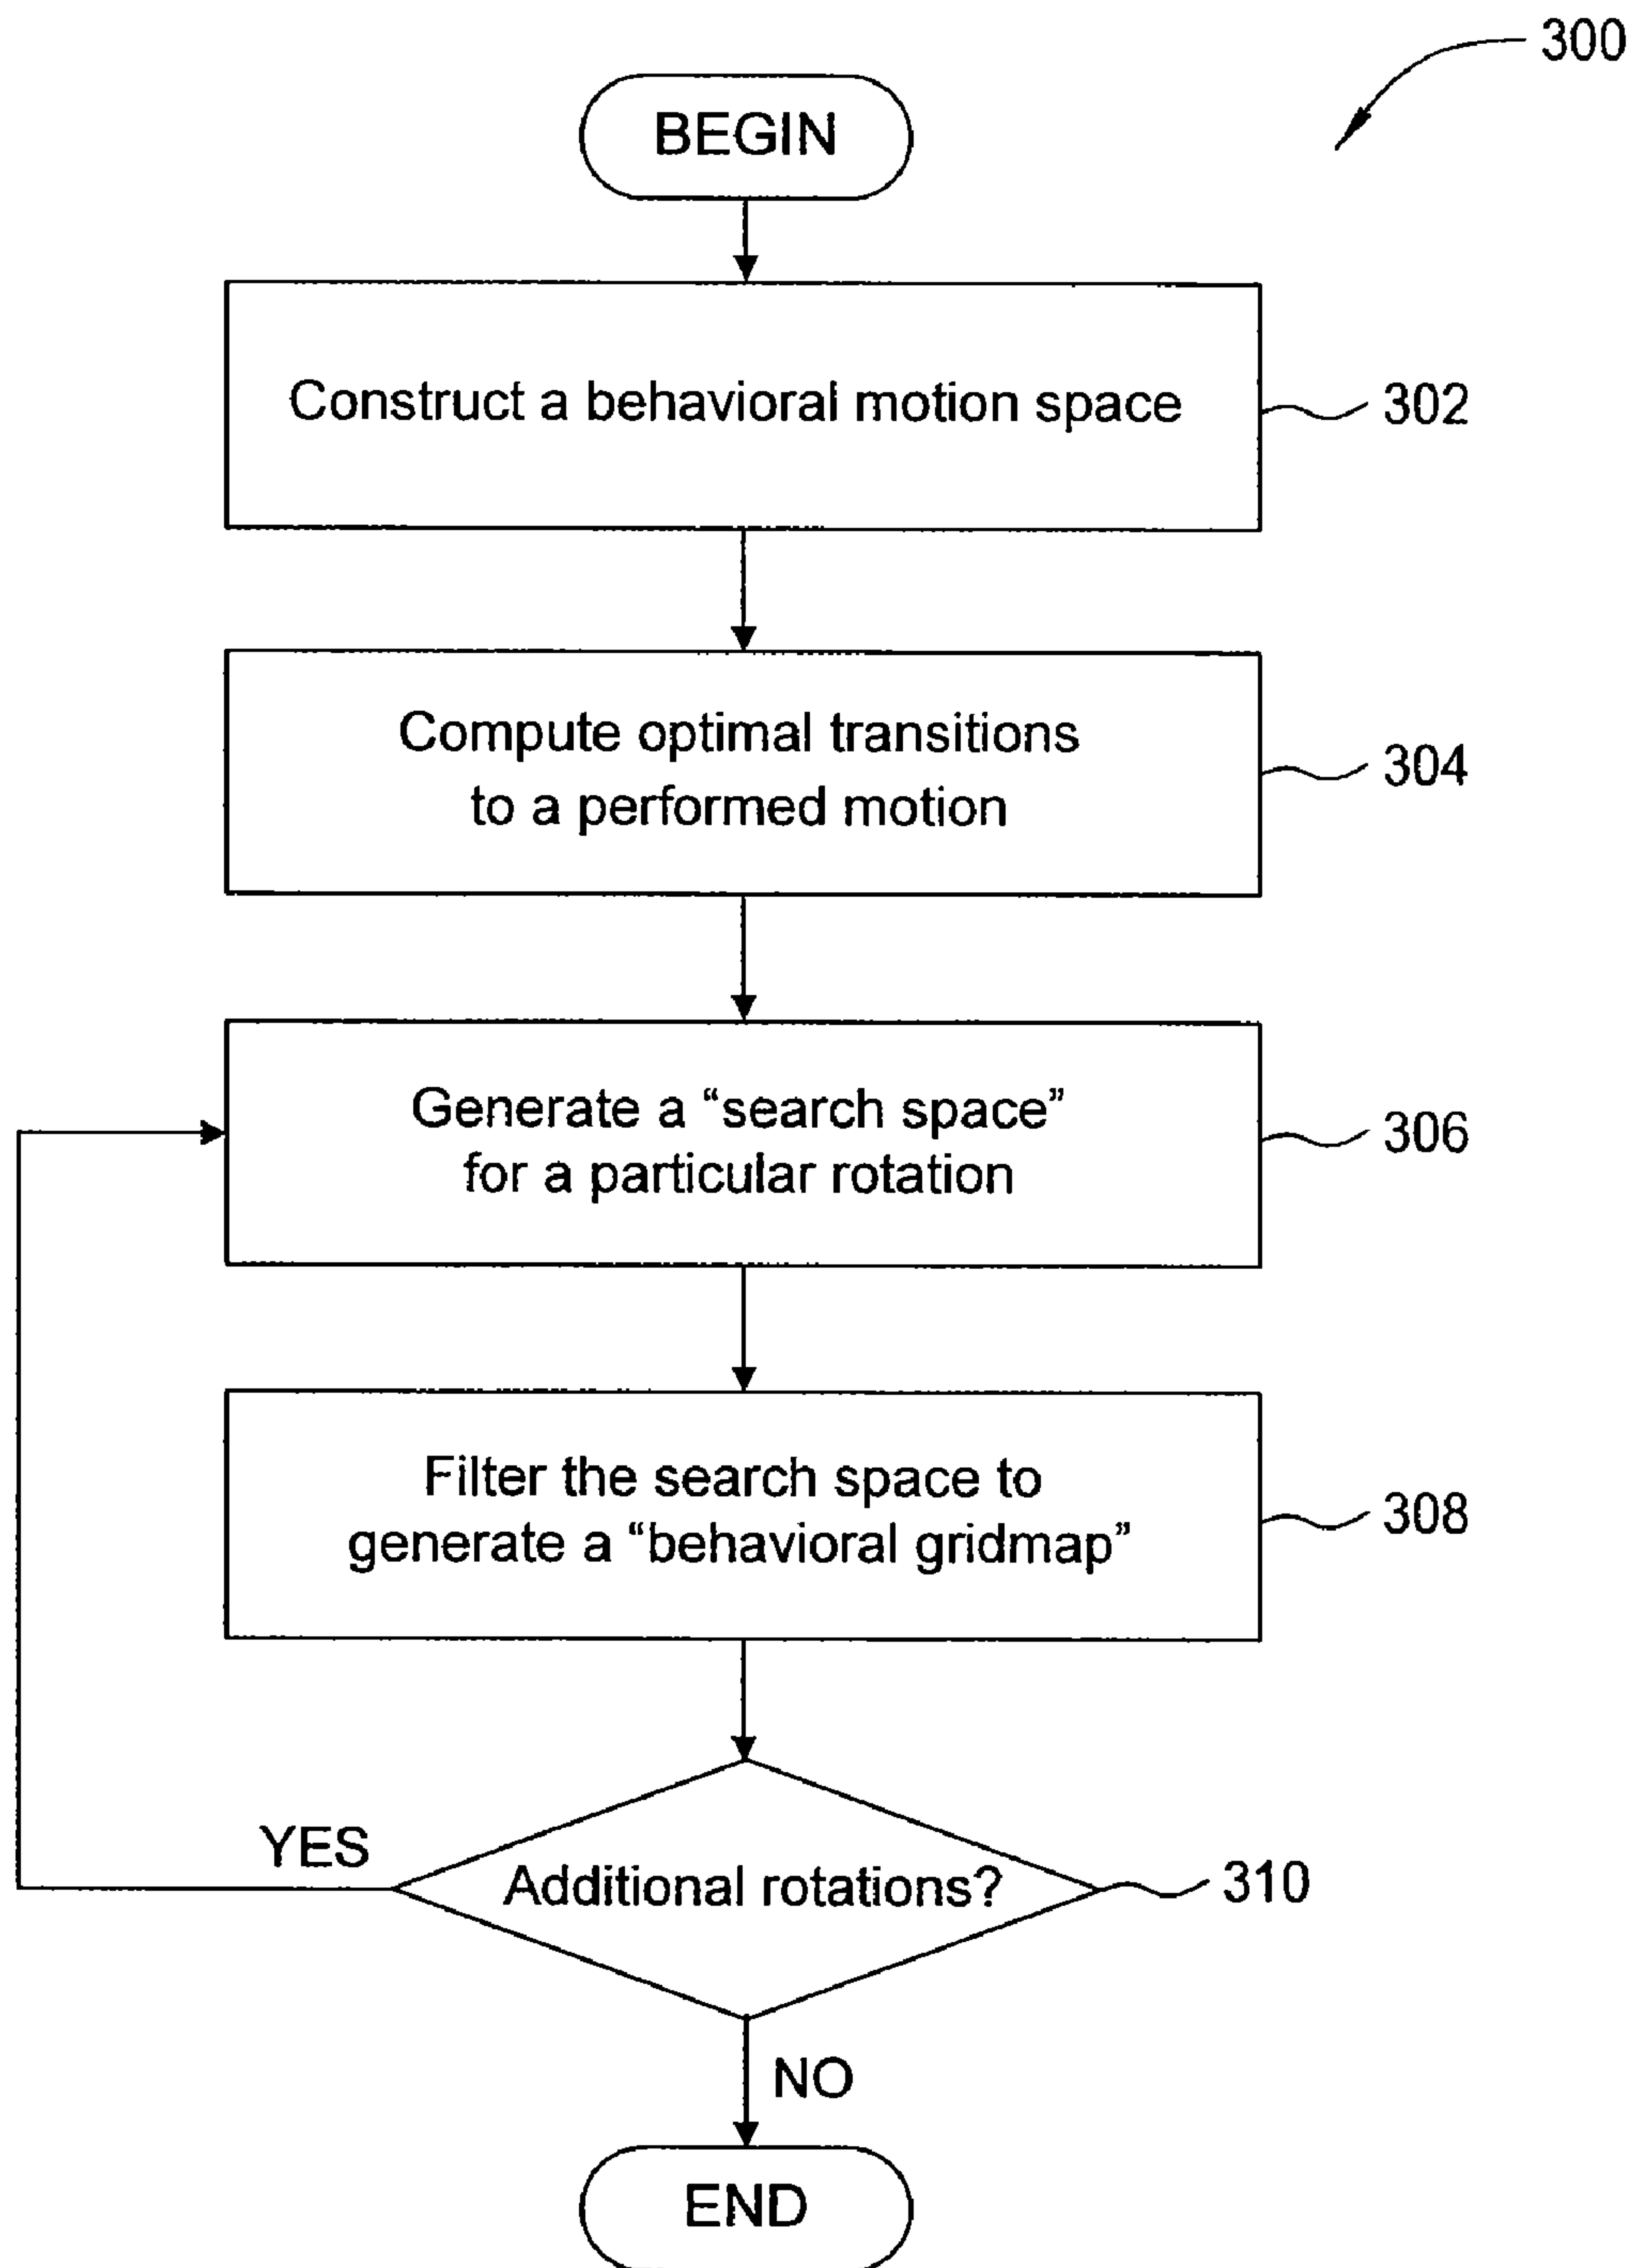 300
BEGIN
Construct a behavioral motion space
302
Compute optimal transitions
to a performed motion
304
Generate a “search space”
for a particular rotation
306
Filter the search space to
generate a “behavioral gridmap”
308
YES
Additional rotations?
310
NO
END